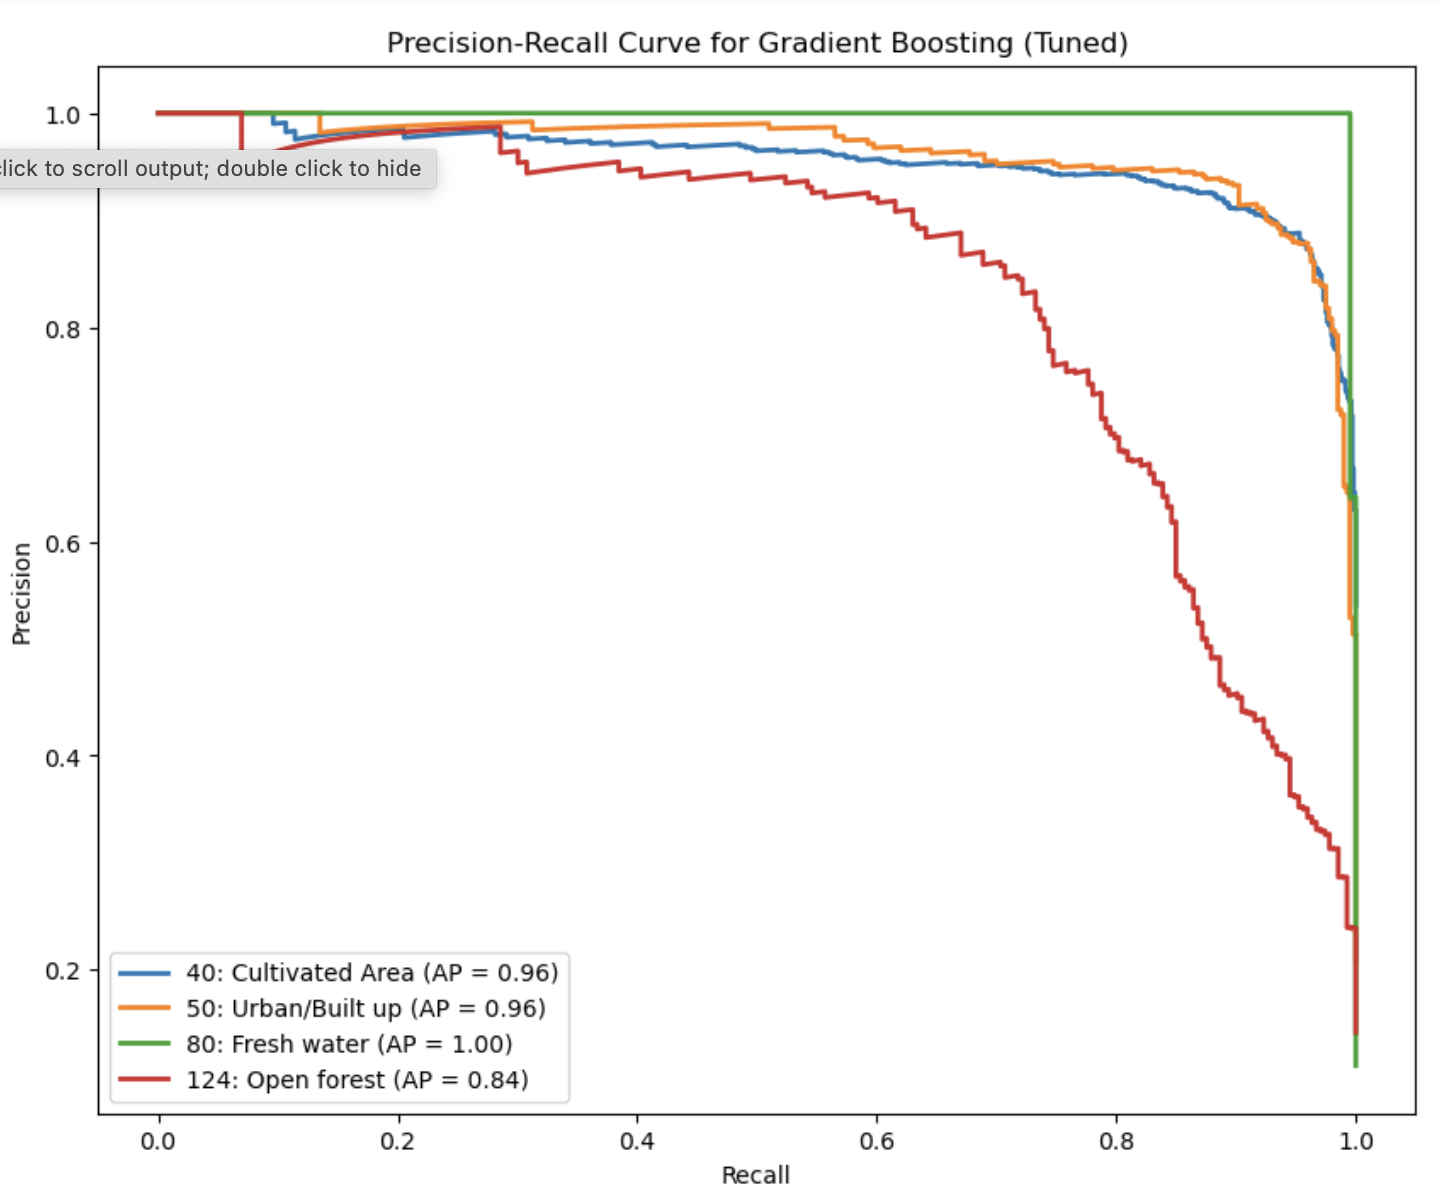 Precision-Recall Curve for Gradient Boosting (Tuned)
1.0
click to scroll output; double click to hide
0.8
0.6
0.4
0.2
Precision
40: Cultivated Area (AP = 0.96)
50: Urban/Built up (AP = 0.96)
80: Fresh water (AP = 1.00)
124: Open forest (AP = 0.84)
0.0 0.2 0.4 0.6 0.8 1.0
Recall